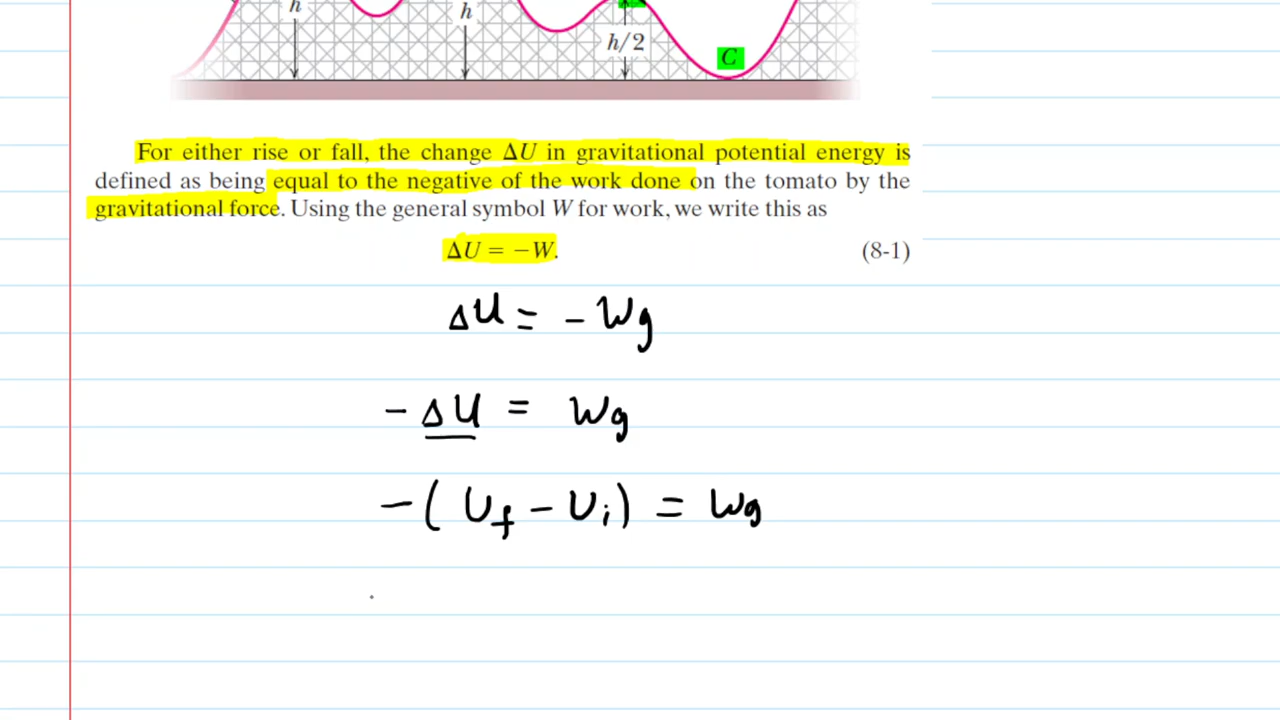 h
h
h/2
C
For either rise or fall, the change ΔU in gravitational potential energy is
defined as being equal to the negative of the work done on the tomato by the
gravitational force. Using the general symbol W for work, we write this as
ΔU = −W. (8-1)
ΔU = - Wg
- ΔU = Wg
- ( Uf - Ui ) = Wg